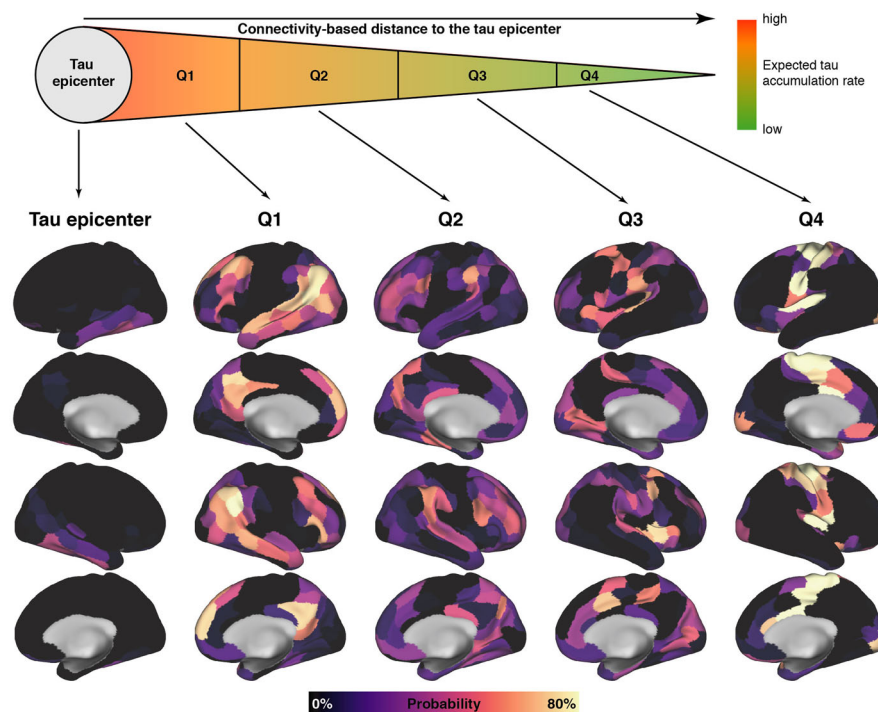 Connectivity-based distance to the tau epicenter
Tau
epicenter
Q1
Q2
Q3
Q4
high
Expected tau
accumulation rate
low
Tau epicenter
Q1
Q2
Q3
Q4
0%
Probability
80%